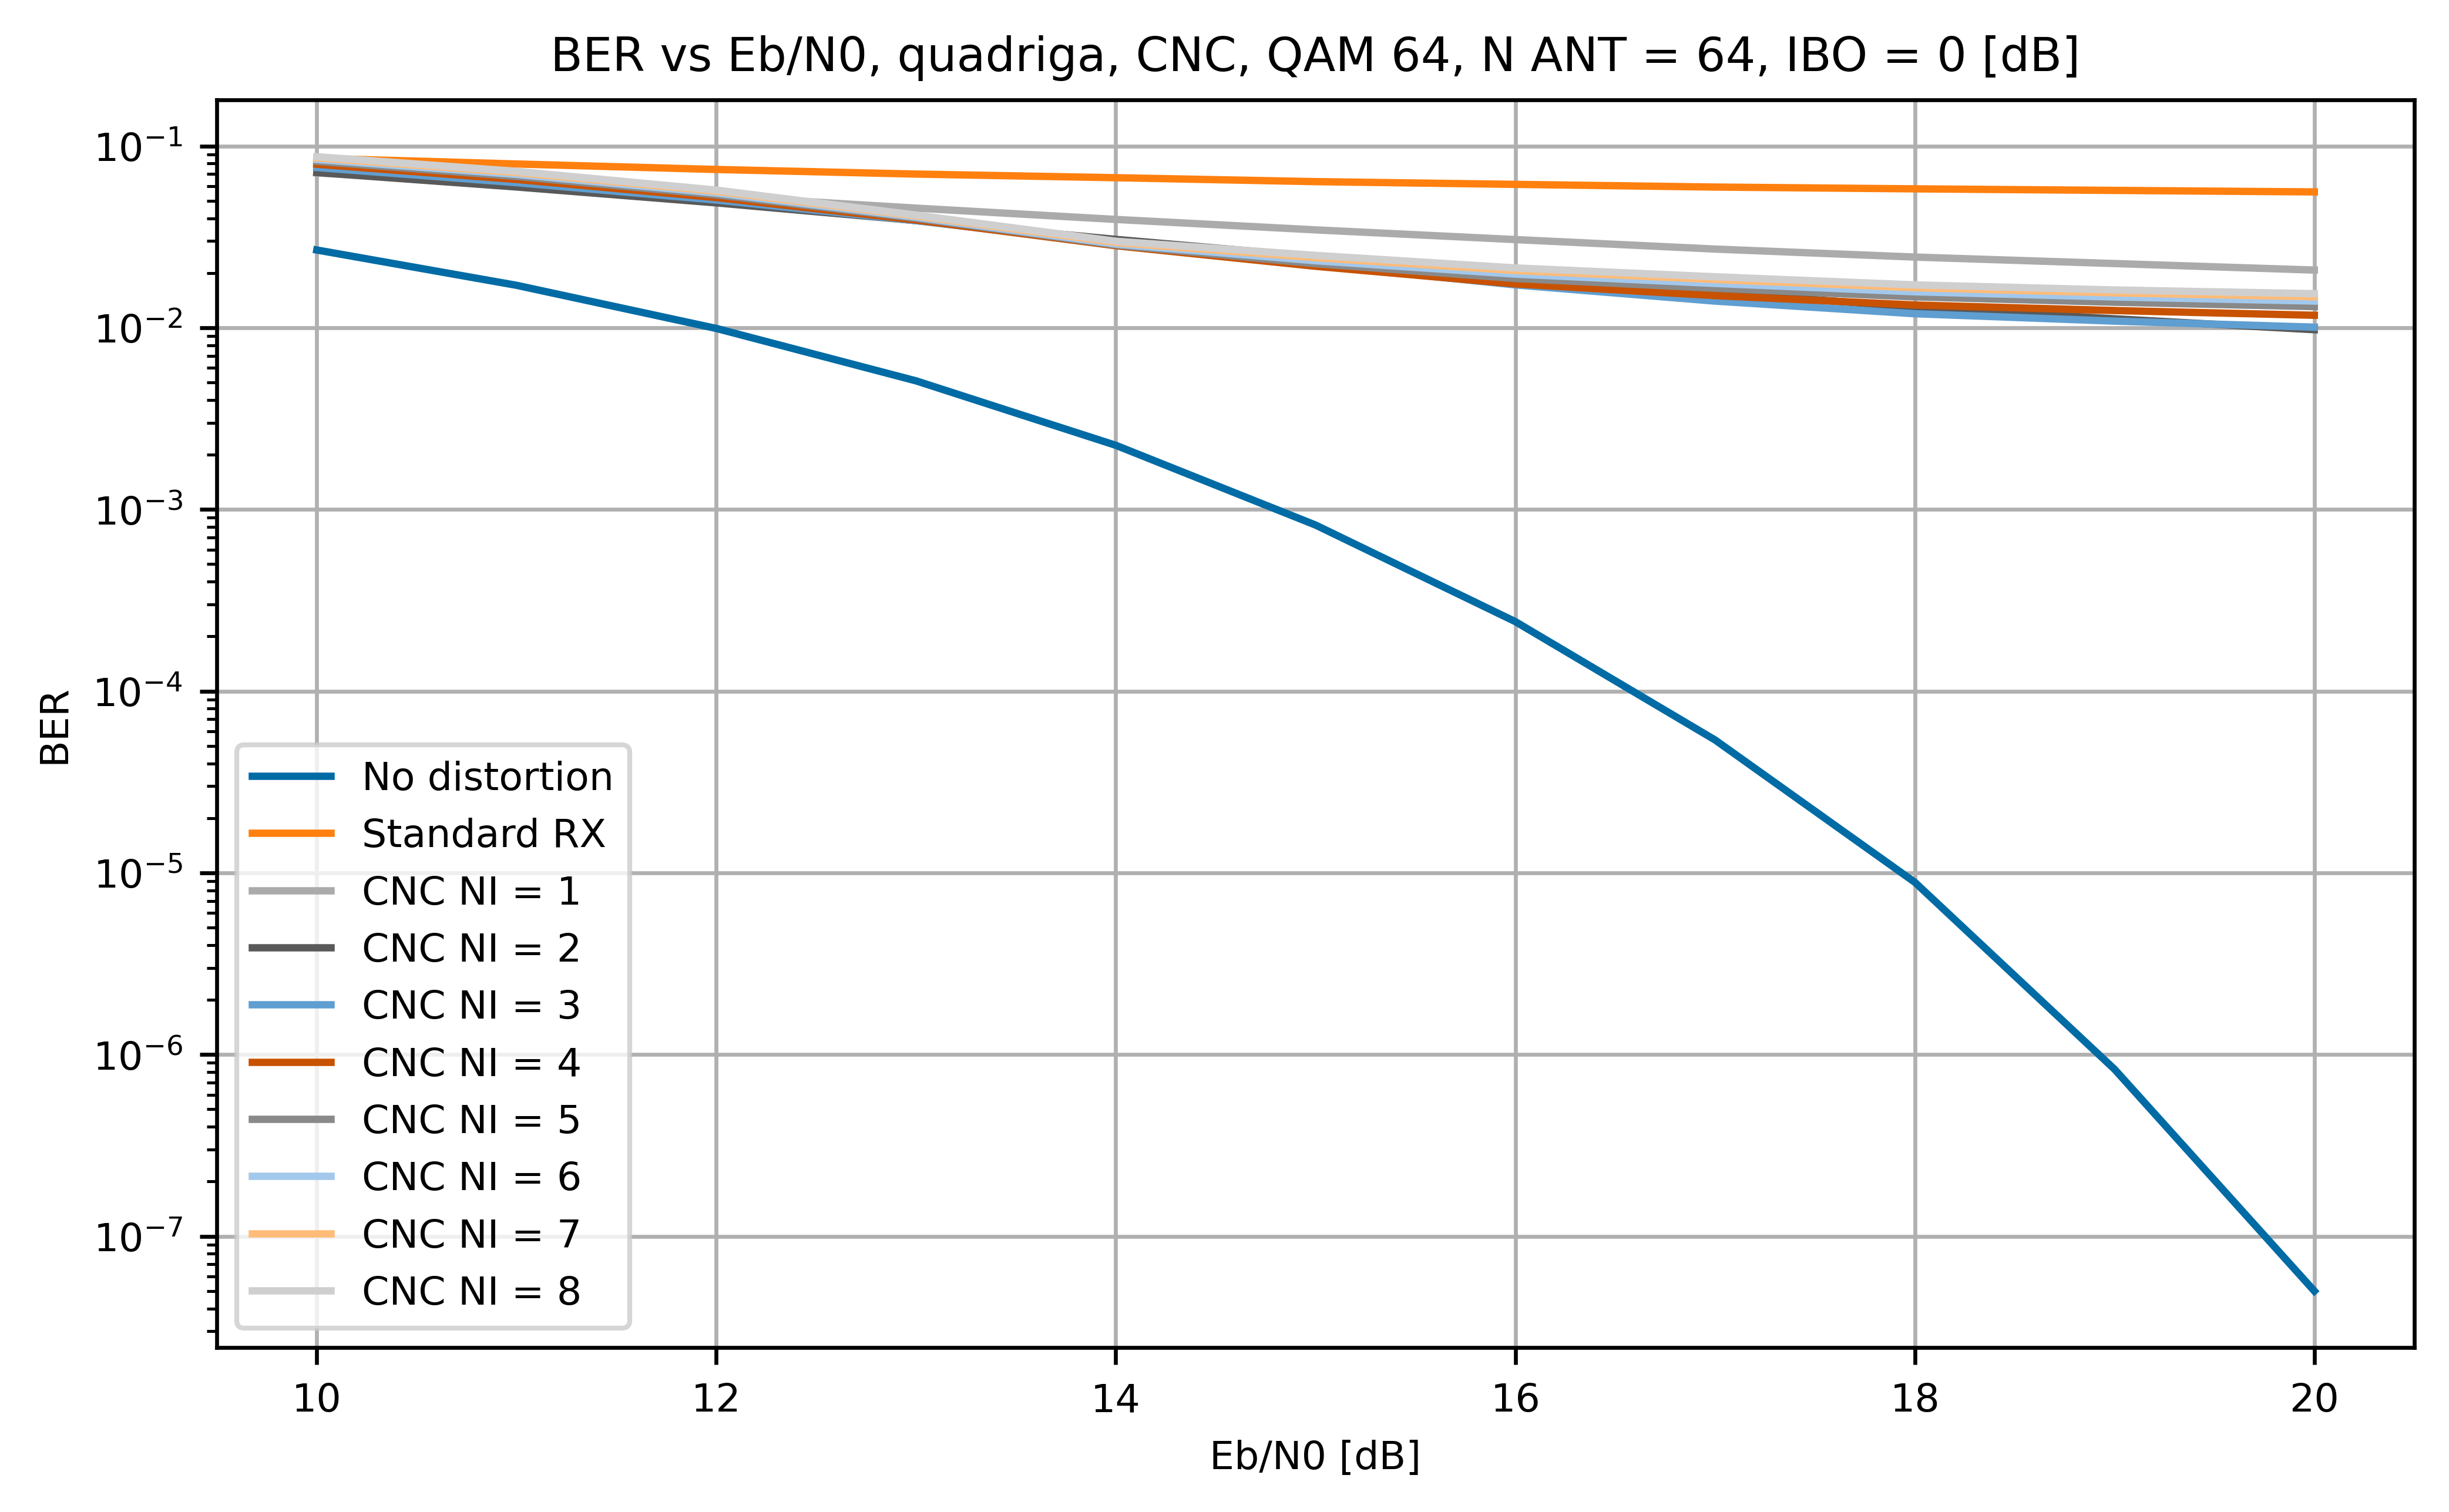 BER vs Eb/N0, quadriga, CNC, QAM 64, N ANT = 64, IBO = 0 [dB]
BER
10⁻¹
10⁻²
10⁻³
10⁻⁴
10⁻⁵
10⁻⁶
10⁻⁷
No distortion
Standard RX
CNC NI = 1
CNC NI = 2
CNC NI = 3
CNC NI = 4
CNC NI = 5
CNC NI = 6
CNC NI = 7
CNC NI = 8
10 12 14 16 18 20
Eb/N0 [dB]